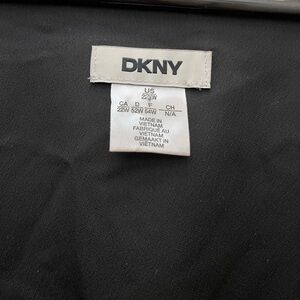 DKNY
US
22W
CA D F CH
22W 52W 54W N/A
MADE IN
VIETNAM
FABRIQUE AU
VIETNAM
GEMAAKT IN
VIETNAM